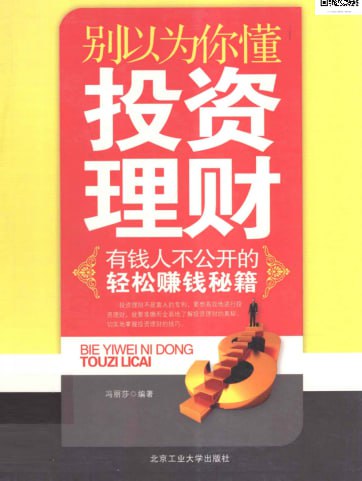 别以为你懂
投资
理财
有钱人不公开的
轻松赚钱秘籍
BIE YIWEI NI DONG
TOUZI LICAI
冯丽莎◎编著
北京工业大学出版社